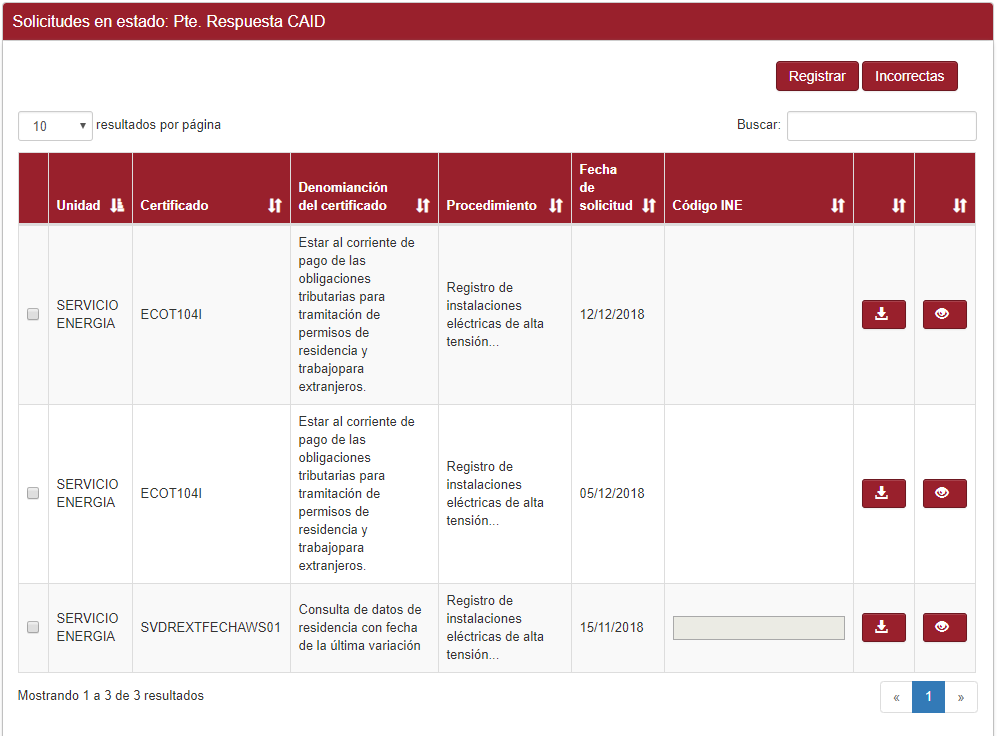 Solicitudes en estado: Pte. Respuesta CAID
Registrar Incorrectas
10 resultados por página Buscar:
Unidad
Certificado
Denomianción
del certificado
Procedimiento
Fecha
de
solicitud
Código INE
SERVICIO
ENERGIA
ECOT104I
Estar al corriente de
pago de las
obligaciones
tributarias para
tramitación de
permisos de
residencia y
trabajopara
extranjeros.
Registro de
instalaciones
eléctricas de alta
tensión...
12/12/2018
SERVICIO
ENERGIA
ECOT104I
Estar al corriente de
pago de las
obligaciones
tributarias para
tramitación de
permisos de
residencia y
trabajopara
extranjeros.
Registro de
instalaciones
eléctricas de alta
tensión...
05/12/2018
SERVICIO
ENERGIA
SVDREXTFECHAWS01
Consulta de datos de
residencia con fecha
de la última variación
Registro de
instalaciones
eléctricas de alta
tensión...
15/11/2018
Mostrando 1 a 3 de 3 resultados
« 1 »